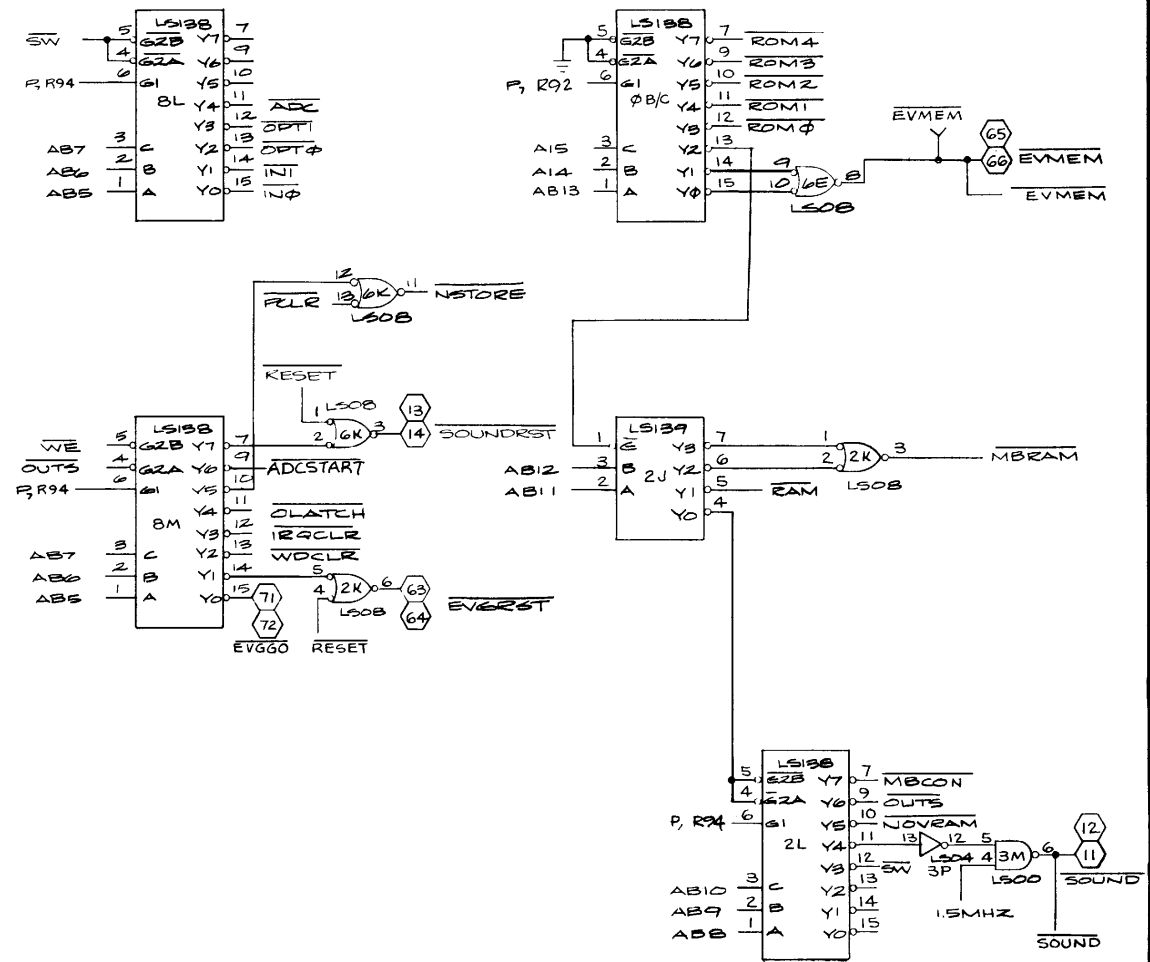 LS138
SW
5 G2B Y7 7
4 G2A Y6 9
P, R94 6 G1 Y5 10
8L Y4 11 ADC
Y3 12 OPT1
AB7 3 C Y2 13 OPTØ
AB6 2 B Y1 14 IN1
AB5 1 A Y0 15 INØ
LS138
5 G2B Y7 7 ROM4
4 G2A Y6 9 ROM3
P, R92 6 G1 Y5 10 ROM2
ØB/C Y4 11 ROM1
Y3 12 ROMØ
A15 3 C Y2 13
A14 2 B Y1 14
AB13 1 A YØ 15
9 10 6E 8
LS08
EVMEM
65
66 EVMEM
EVMEM
12 13 6K 11 NSTORE
PCLR
LS08
RESET
LS138
WE 5 G2B Y7 7
OUTS 4 G2A Y6 9 ADCSTART
P, R94 6 G1 Y5 10
8M Y4 11 OLATCH
Y3 12 IRQCLR
AB7 3 C Y2 13 WDCLR
AB6 2 B Y1 14
AB5 1 A Y0 15
LS08
1 2 6K 3
13
14 SOUNDRST
5 4 2K 6
LS08
63
64 EVGRST
71
72
EVGGO RESET
LS139
1 E Y3 7
AB12 3 B Y2 6
AB11 2 A Y1 5 RAM
2J Y0 4
1 2 2K 3 MBRAM
LS08
LS138
5 G2B Y7 7 MBCON
4 G2A Y6 9 OUTS
P, R94 6 G1 Y5 10 NOVRAM
2L Y4 11
Y3 12 SW
AB10 3 C Y2 13
AB9 2 B Y1 14
AB8 1 A Y0 15
13 12
LS04
3P
5 4 3M 6
LS00
1.5MHZ
12
11
SOUND
SOUND